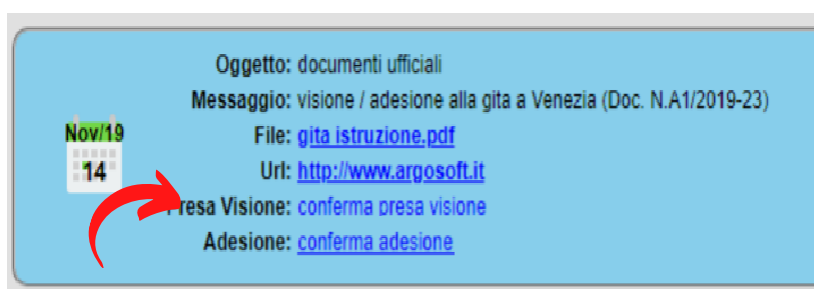 Oggetto: documenti ufficiali
Messaggio: visione / adesione alla gita a Venezia (Doc. N.A1/2019-23)
Nov/19
File: gita istruzione.pdf
14
Url: http://www.argosoft.it
Presa Visione: conferma presa visione
Adesione: conferma adesione